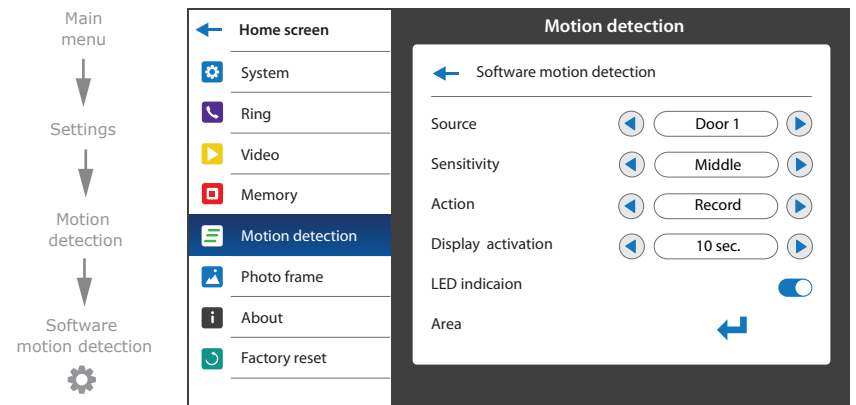 Main
menu
Settings
Motion
detection
Software
motion detection
Home screen
System
Ring
Video
Memory
Motion detection
Photo frame
About
Factory reset
Motion detection
Software motion detection
Source
Door 1
Sensitivity
Middle
Action
Record
Display activation
10 sec.
LED indicaion
Area